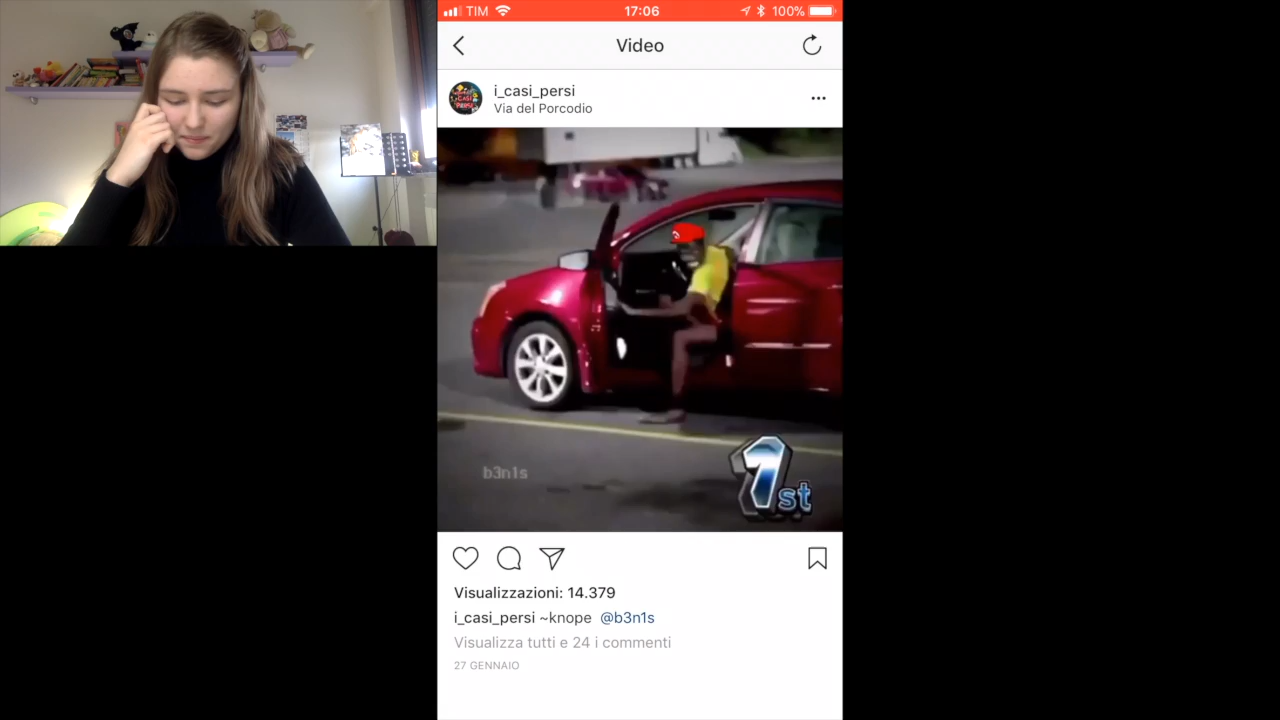 TIM 17:06 100%
Video
i_casi_persi
Via del Porcodio
b3n1s
1st
Visualizzazioni: 14.379
i_casi_persi ~knope @b3n1s
Visualizza tutti e 24 i commenti
27 GENNAIO